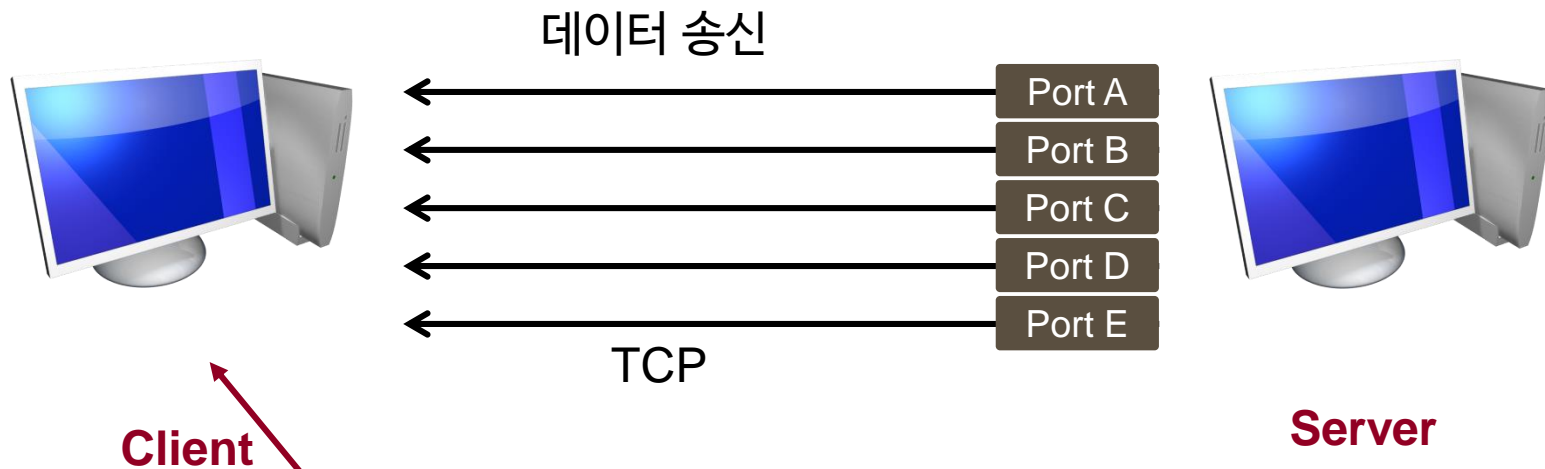 데이터 송신
Port A
Port B
Port C
Port D
Port E
TCP
Client
Server